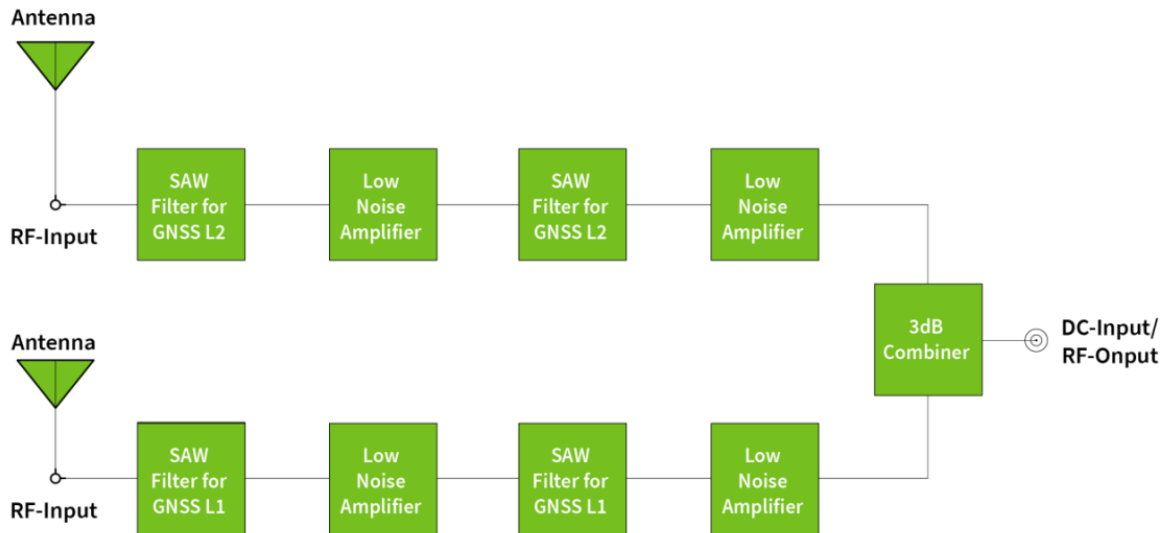 Antenna
SAW
Filter for
GNSS L2
Low
Noise
Amplifier
SAW
Filter for
GNSS L2
Low
Noise
Amplifier
RF-Input
3dB
Combiner
DC-Input/
RF-Onput
Antenna
SAW
Filter for
GNSS L1
Low
Noise
Amplifier
SAW
Filter for
GNSS L1
Low
Noise
Amplifier
RF-Input